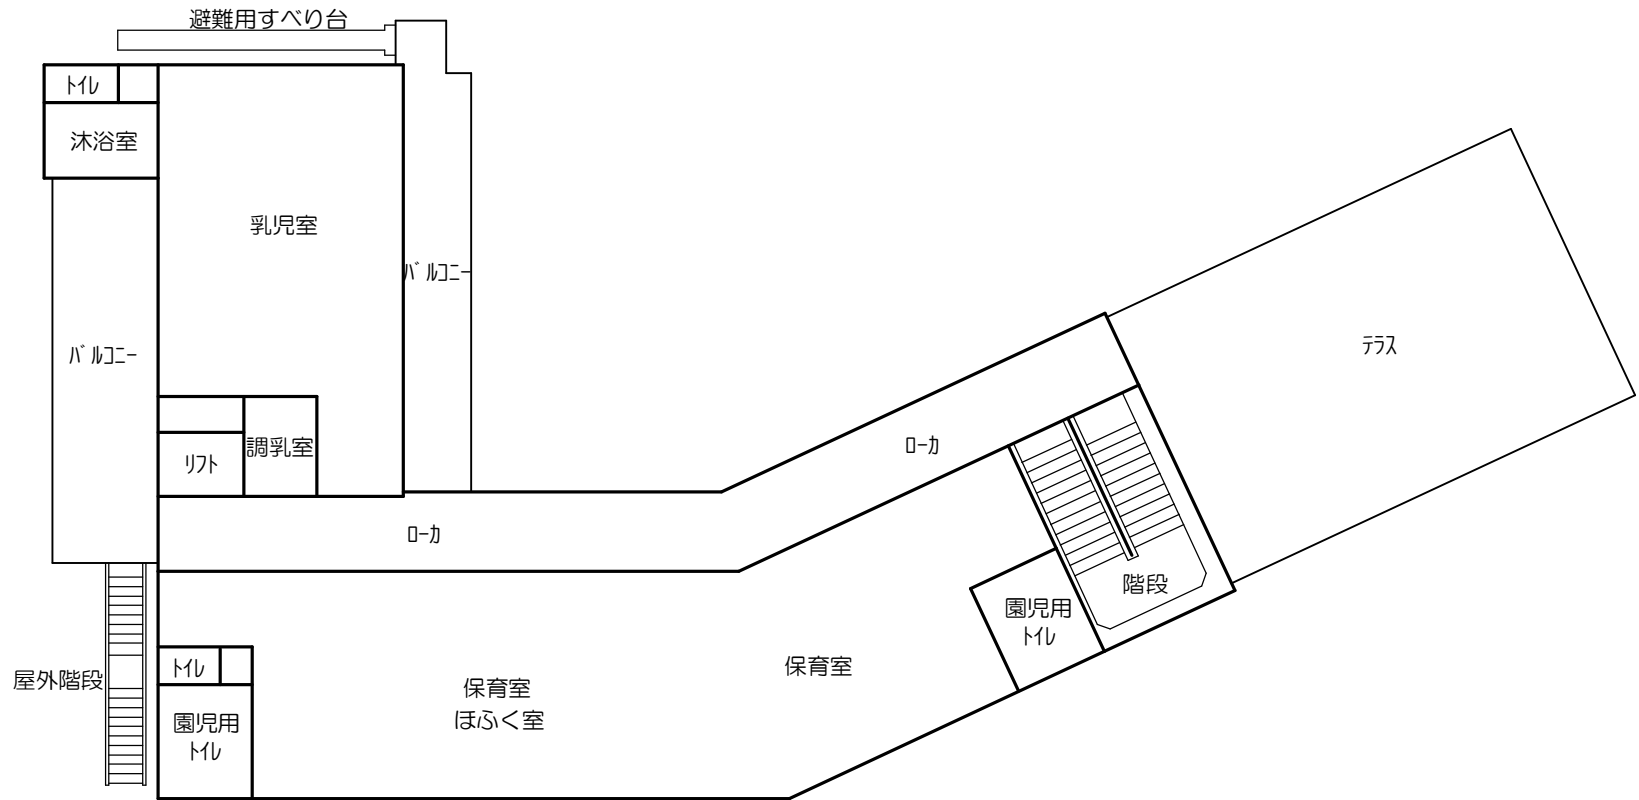 避難用すべり台
ﾄｲﾚ
沐浴室
乳児室
ﾊﾞﾙｺﾆｰ
ﾊﾞﾙｺﾆｰ
ﾃﾗｽ
調乳室
ﾘﾌﾄ
ﾛｰｶ
ﾛｰｶ
階段
園児用
ﾄｲﾚ
保育室
ﾄｲﾚ
屋外階段
保育室
ほふく室
園児用
ﾄｲﾚ